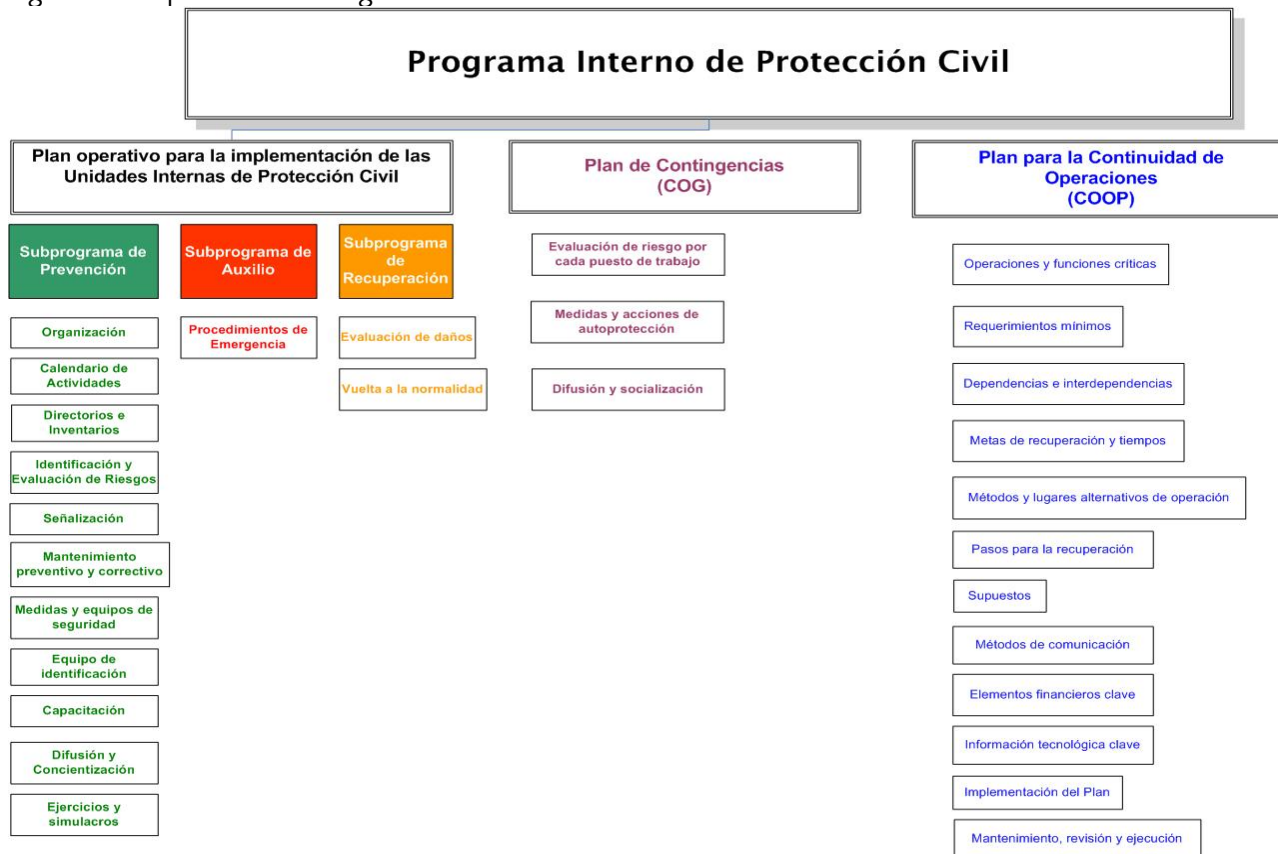 Programa Interno de Protección Civil
Plan operativo para la implementación de las
Unidades Internas de Protección Civil
Subprograma de
Prevención
Organización
Calendario de
Actividades
Directorios e
Inventarios
Identificación y
Evaluación de Riesgos
Señalización
Mantenimiento
preventivo y correctivo
Medidas y equipos de
seguridad
Equipo de
identificación
Capacitación
Difusión y
Concientización
Ejercicios y
simulacros
Subprograma de
Auxilio
Procedimientos de
Emergencia
Subprograma
de
Recuperación
Evaluación de daños
Vuelta a la normalidad
Plan de Contingencias
(COG)
Evaluación de riesgo por
cada puesto de trabajo
Medidas y acciones de
autoprotección
Difusión y socialización
Plan para la Continuidad de
Operaciones
(COOP)
Operaciones y funciones críticas
Requerimientos mínimos
Dependencias e interdependencias
Metas de recuperación y tiempos
Métodos y lugares alternativos de operación
Pasos para la recuperación
Supuestos
Métodos de comunicación
Elementos financieros clave
Información tecnológica clave
Implementación del Plan
Mantenimiento, revisión y ejecución